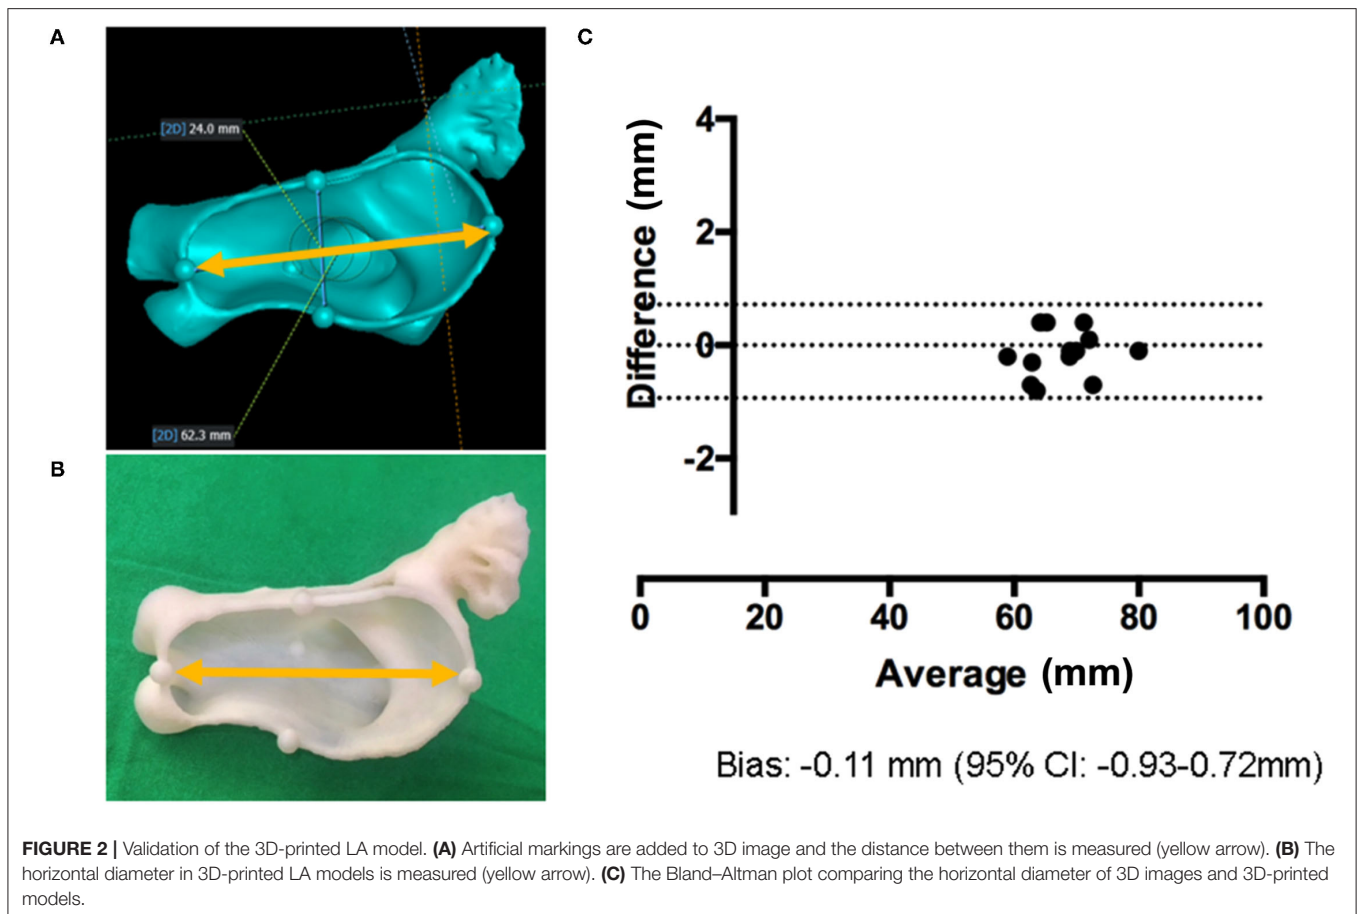 A
[2D] 24.0 mm
[2D] 62.3 mm
B
C
Difference (mm)
4
2
0
-2
0 20 40 60 80 100
Average (mm)
Bias: -0.11 mm (95% CI: -0.93-0.72mm)
FIGURE 2 | Validation of the 3D-printed LA model. (A) Artificial markings are added to 3D image and the distance between them is measured (yellow arrow). (B) The
horizontal diameter in 3D-printed LA models is measured (yellow arrow). (C) The Bland–Altman plot comparing the horizontal diameter of 3D images and 3D-printed
models.